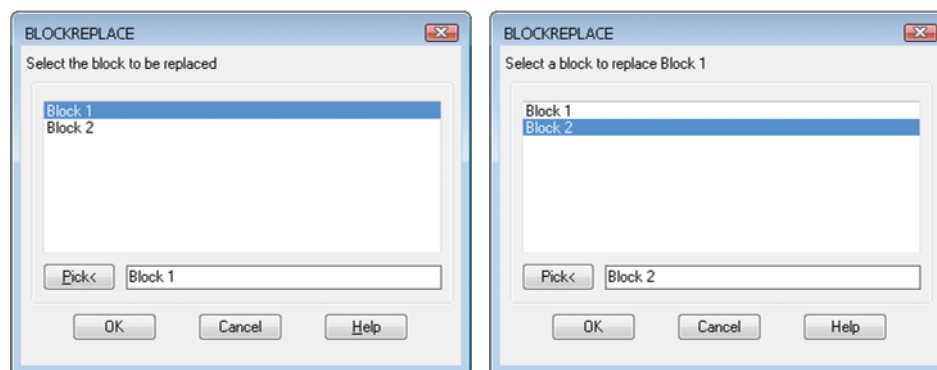 BLOCKREPLACE
Select the block to be replaced
Block 1
Block 2
Pick<
Block 1
OK
Cancel
Help
BLOCKREPLACE
Select a block to replace Block 1
Block 1
Block 2
Pick<
Block 2
OK
Cancel
Help